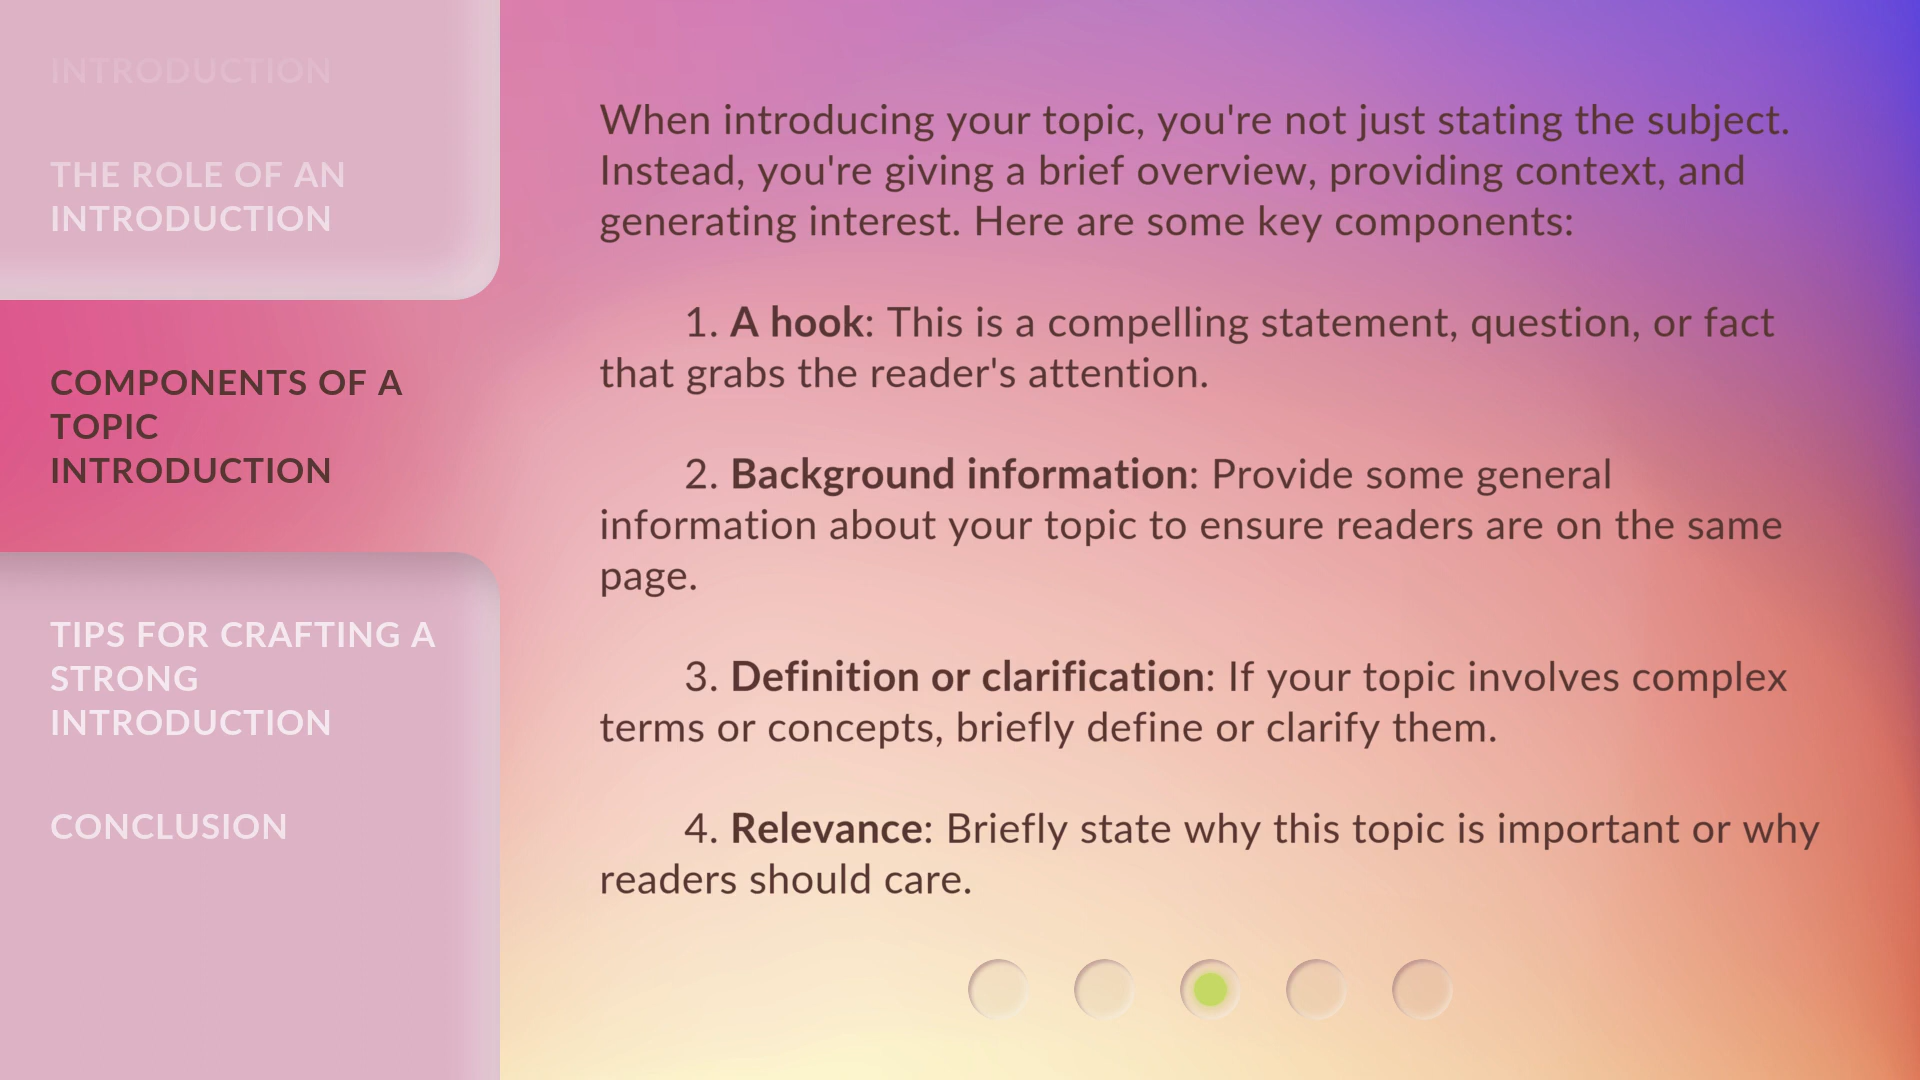 INTRODUCTION
THE ROLE OF AN
INTRODUCTION
COMPONENTS OF A
TOPIC
INTRODUCTION
TIPS FOR CRAFTING A
STRONG
INTRODUCTION
CONCLUSION
When introducing your topic, you're not just stating the subject.
Instead, you're giving a brief overview, providing context, and
generating interest. Here are some key components:
1. A hook: This is a compelling statement, question, or fact
that grabs the reader's attention.
2. Background information: Provide some general
information about your topic to ensure readers are on the same
page.
3. Definition or clarification: If your topic involves complex
terms or concepts, briefly define or clarify them.
4. Relevance: Briefly state why this topic is important or why
readers should care.